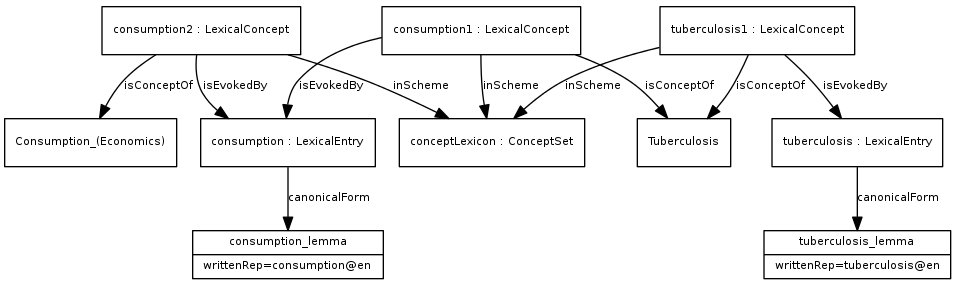 consumption2 : LexicalConcept
consumption1 : LexicalConcept
tuberculosis1 : LexicalConcept
isConceptOf
isEvokedBy
inScheme
isEvokedBy
inScheme
isConceptOf
inScheme
isConceptOf
isEvokedBy
Consumption_(Economics)
consumption : LexicalEntry
conceptLexicon : ConceptSet
Tuberculosis
tuberculosis : LexicalEntry
canonicalForm
canonicalForm
consumption_lemma
writtenRep=consumption@en
tuberculosis_lemma
writtenRep=tuberculosis@en